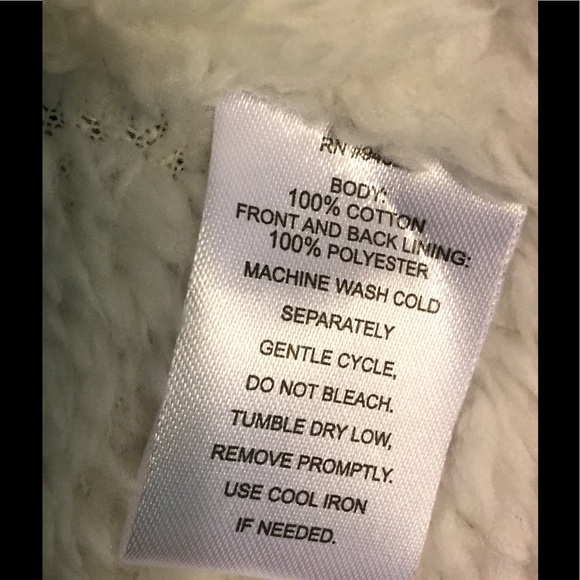 RN
BODY:
100% COTTON
FRONT AND BACK LINING:
100% POLYESTER
MACHINE WASH COLD
SEPARATELY
GENTLE CYCLE,
DO NOT BLEACH.
TUMBLE DRY LOW,
REMOVE PROMPTLY.
USE COOL IRON
IF NEEDED.